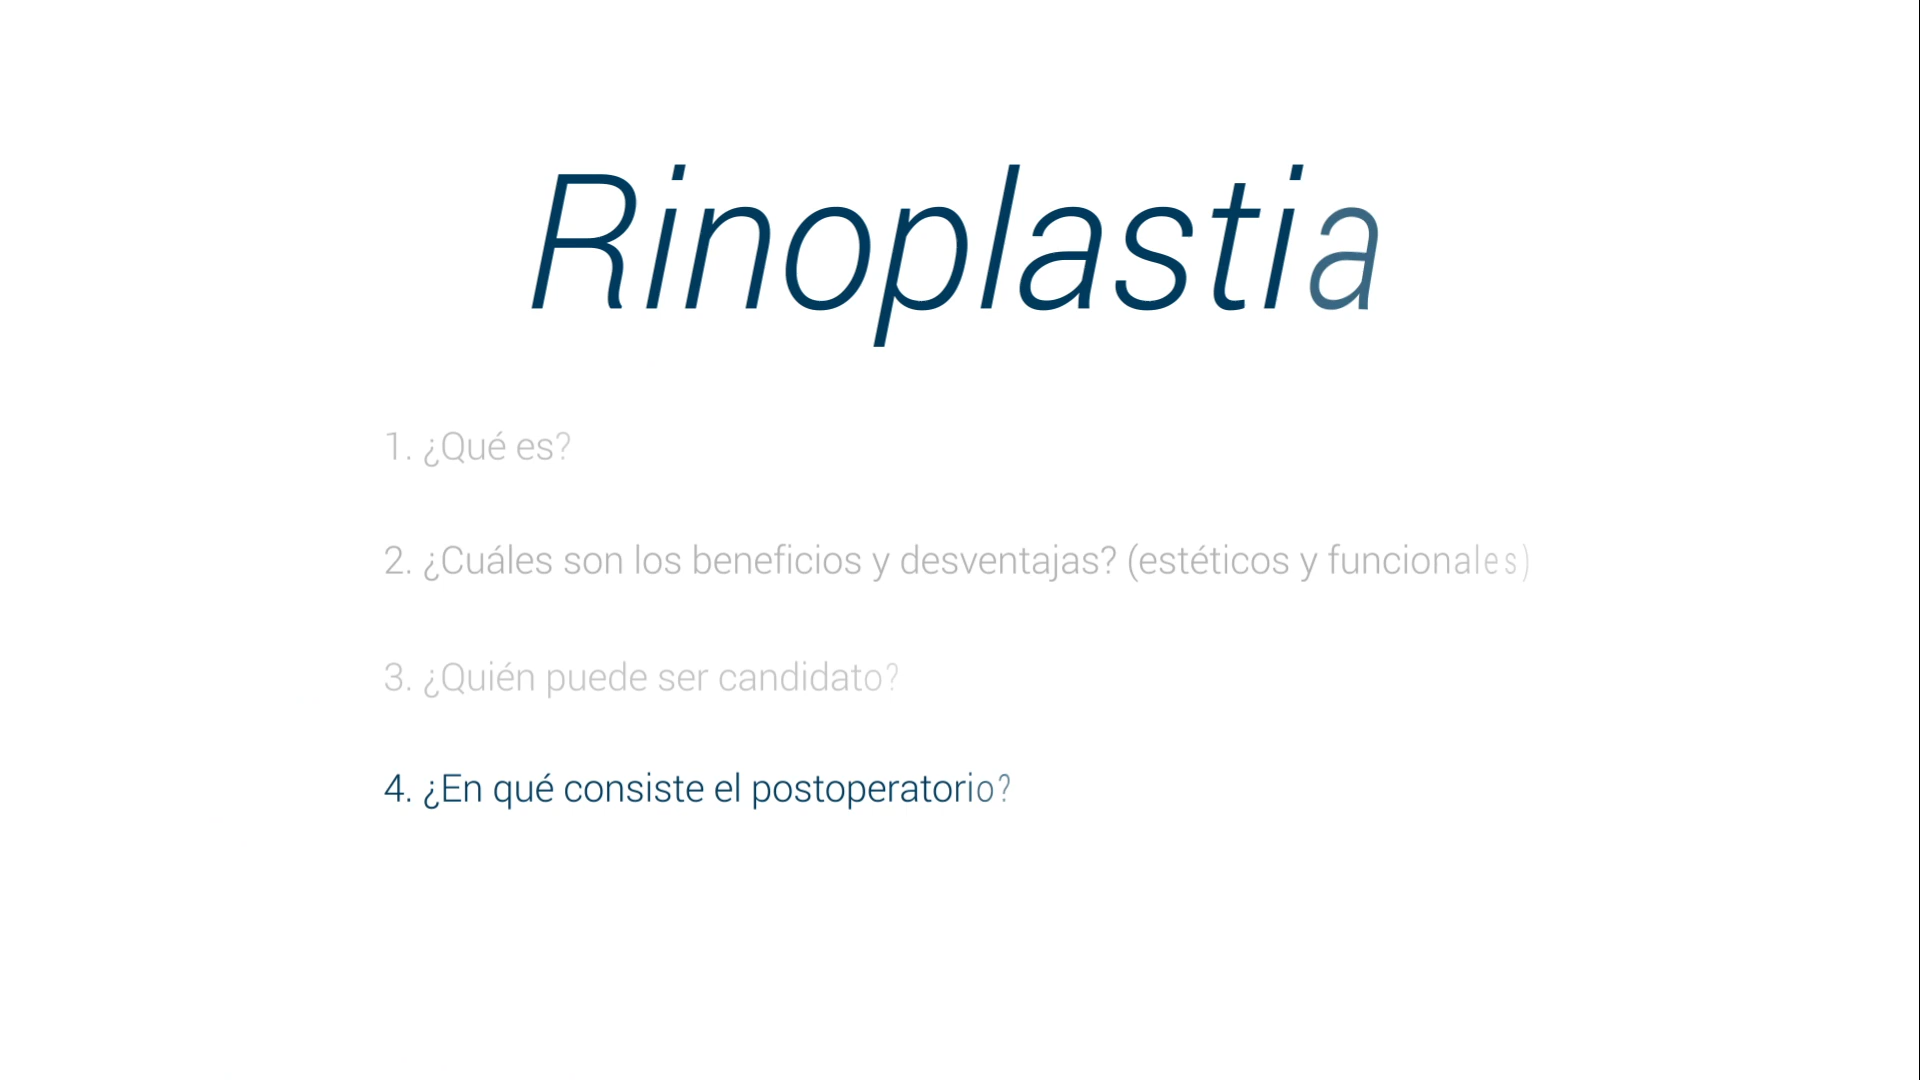 Rinoplastia
1. ¿Qué es?
2. ¿Cuáles son los beneficios y desventajas? (estéticos y funcionales)
3. ¿Quién puede ser candidato?
4. ¿En qué consiste el postoperatorio?